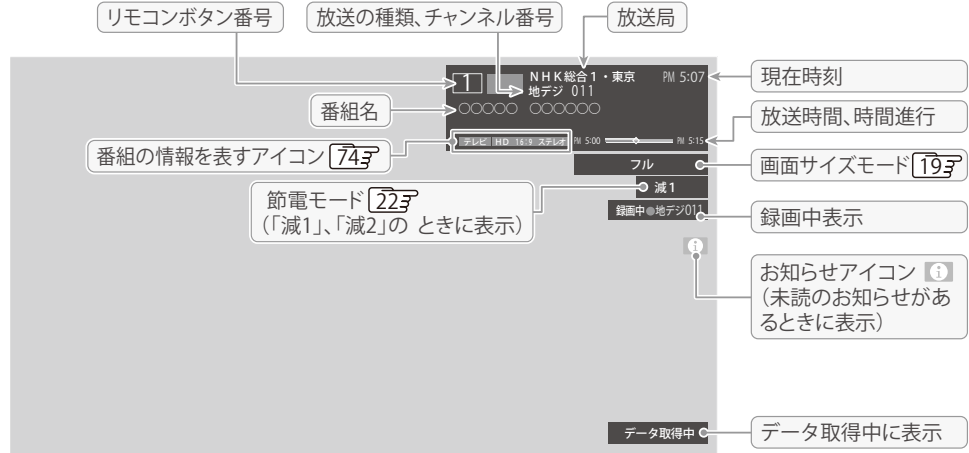 リモコンボタン番号
放送の種類、チャンネル番号
放送局
1
NHK総合1・東京
PM 5:07
地デジ 011
現在時刻
番組名
○○○○○ ○○○○○○
放送時間、時間進行
番組の情報を表すアイコン 74
テレビ HD 16:9 ステレオ
PM 5:00
PM 5:15
フル
画面サイズモード 19
節電モード 22
(「減1」、「減2」の ときに表示)
減1
録画中●地デジ011
録画中表示
お知らせアイコン
(未読のお知らせがあ
るときに表示)
データ取得中
データ取得中に表示